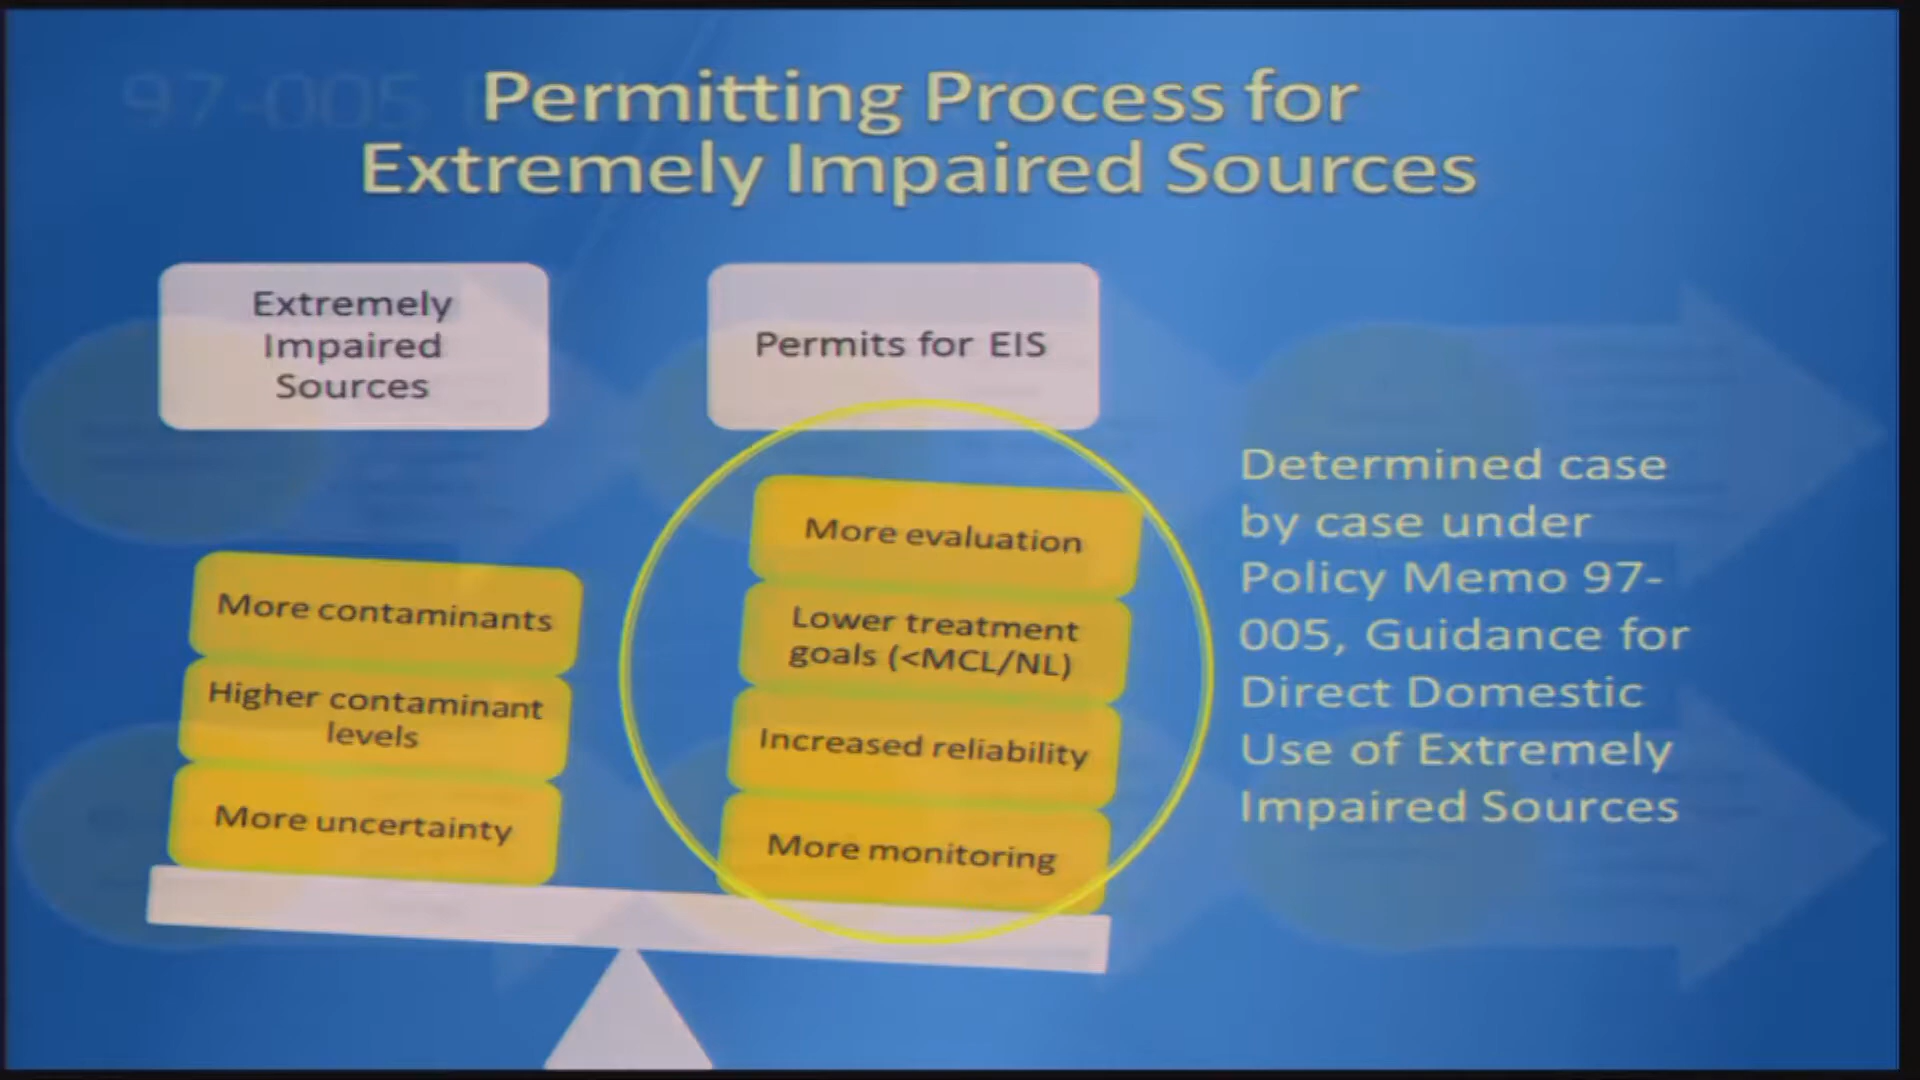 Permitting Process for
Extremely Impaired Sources
97-005
Extremely
Impaired
Sources
Permits for EIS
More contaminants
Higher contaminant
levels
More uncertainty
More evaluation
Lower treatment
goals (<MCL/NL)
Increased reliability
More monitoring
Determined case
by case under
Policy Memo 97-
005, Guidance for
Direct Domestic
Use of Extremely
Impaired Sources